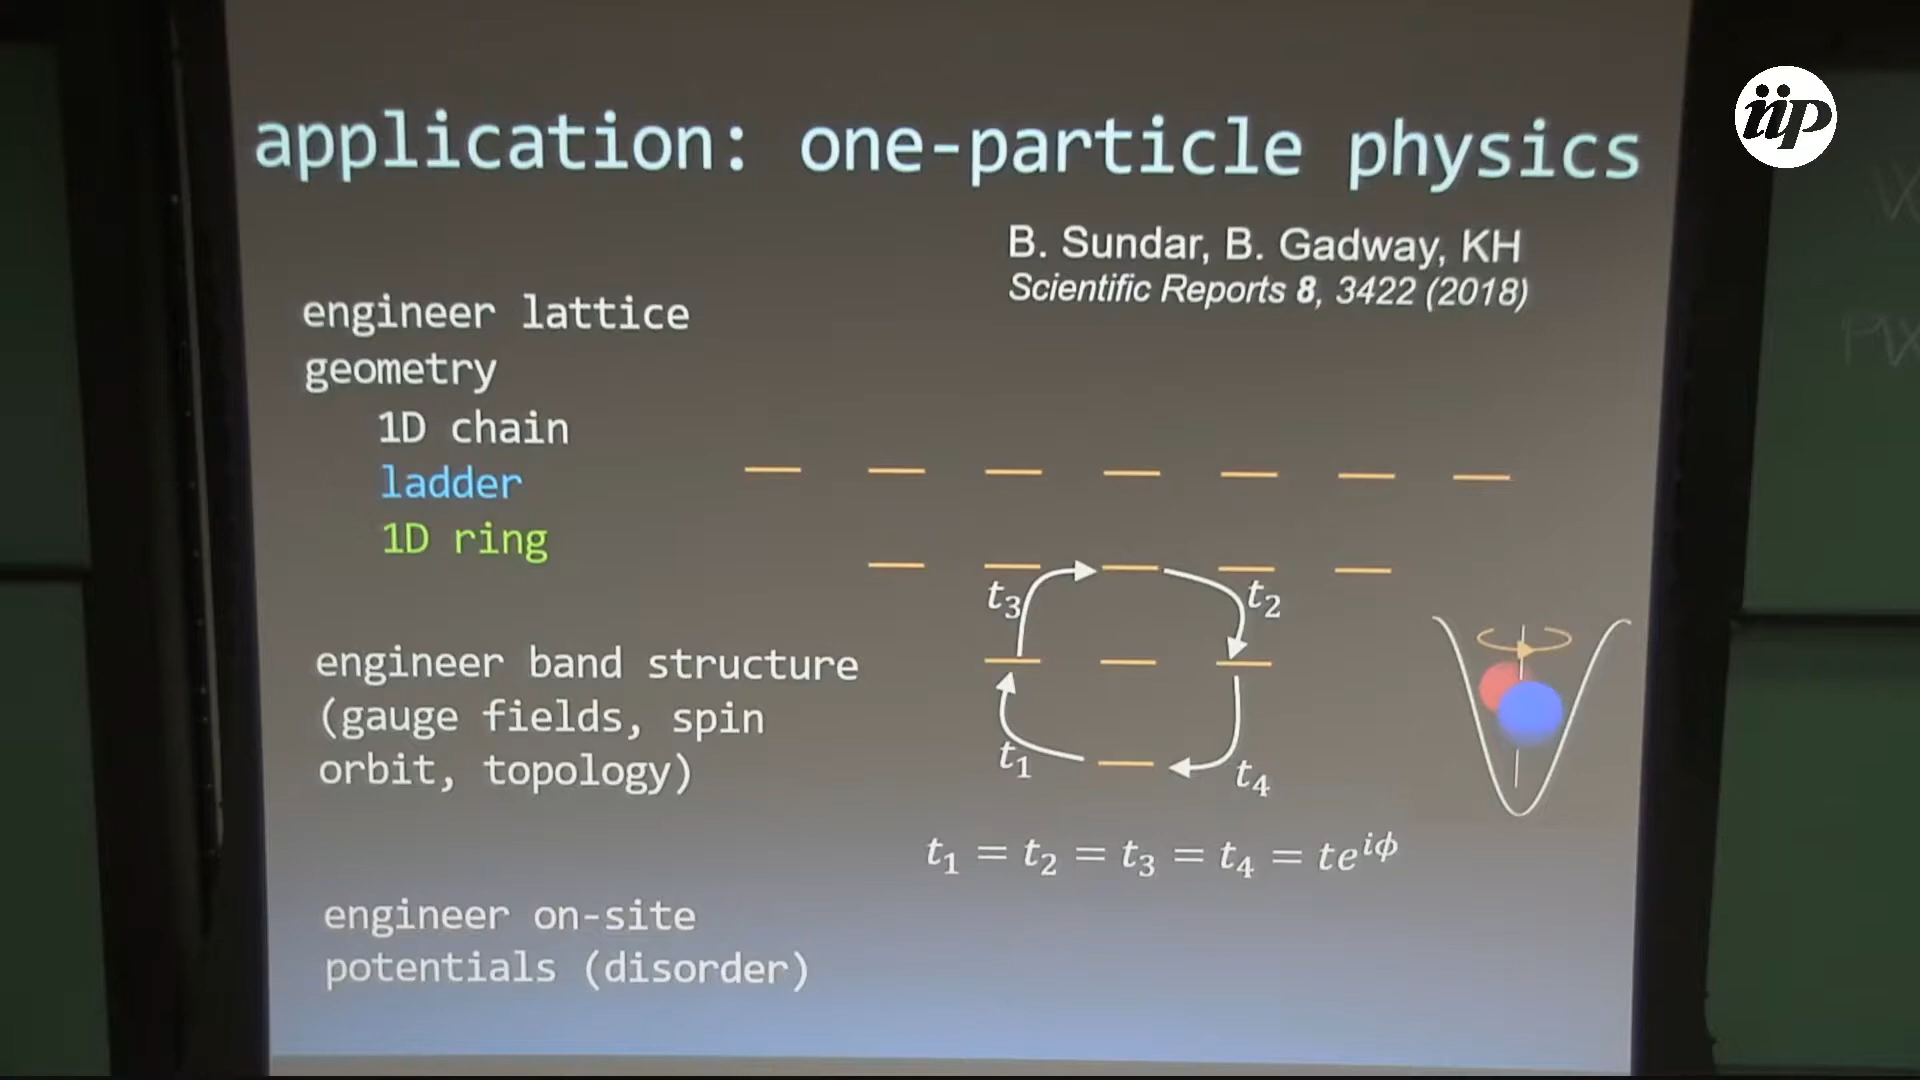 iip
application: one-particle physics
B. Sundar, B. Gadway, KH
Scientific Reports 8, 3422 (2018)
engineer lattice
geometry
1D chain
ladder
1D ring
t₃
t₂
engineer band structure
(gauge fields, spin
orbit, topology)
t₁
t₄
t₁ = t₂ = t₃ = t₄ = te^{iϕ}
engineer on-site
potentials (disorder)